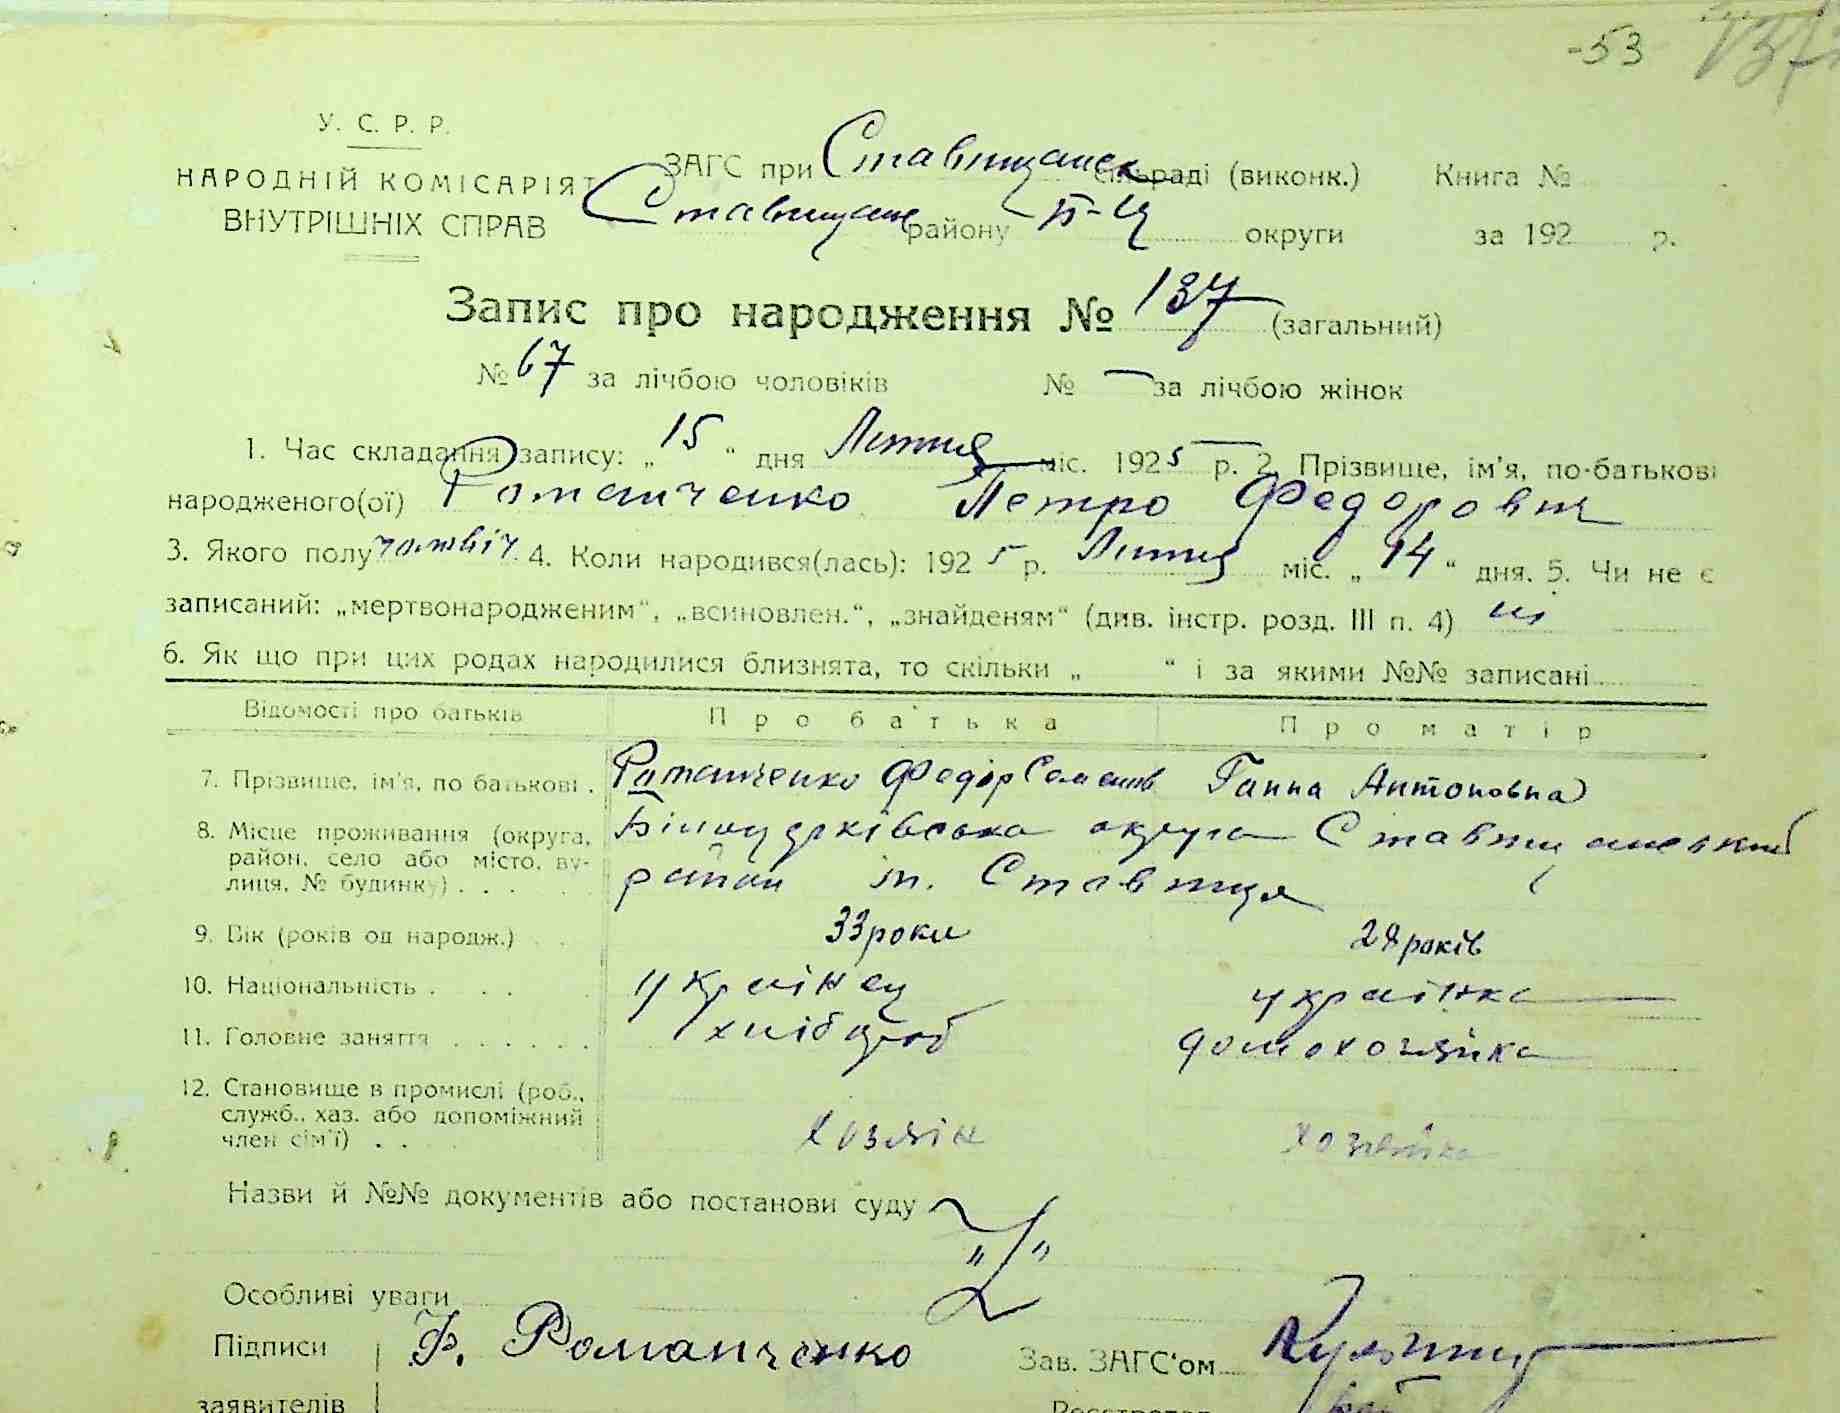 -53 137
У. С. Р. Р.
НАРОДНІЙ КОМІСАРІЯТ
ВНУТРІШНІХ СПРАВ
ЗАГС при Ставищанск сільраді (виконк.) Книга №
Ставищан району Б-Ц округи за 192 р.
Запис про народження № 137 (загальний)
№ 67 за лічбою чоловіків № — за лічбою жінок
1. Час складання запису: „15“ дня Липня міс. 1925 р. 2. Прізвище, ім'я, по-батькові
народженого(ої) Романченко Петро Федорович
3. Якого полу чоловіч. 4. Коли народився(лась): 1925 р. Липня міс. „14“ дня. 5. Чи не є
записаний: „мертвонародженим“, „всиновлен.“, „знайденям“ (див. інстр. розд. III п. 4) ні
6. Як що при цих родах народилися близнята, то скільки „ “ і за якими №№ записані
Відомості про батьків Про батька Про матір
7. Прізвище, ім'я, по батькові. Романченко Федір Семенов Ганна Антоновна
8. Місце проживання (округа, район, село або місто, вулиця, № будинку) . . . Білоцерківська округа Ставищанський
район м. Ставища
9. Вік (років од народж.) . . 33 роки 28 років
10. Національність . . . . українец українка
11. Головне заняття . . . . . . хлібороб домохозяйка
12. Становище в промислі (роб., служб., хаз. або допоміжний член сім'ї) . . хозяін хозяйка
Назви й №№ документів або постанови суду
Особливі уваги
Підписи Ф. Романченко Зав. ЗАГС'ом
заявителів Реєстратор